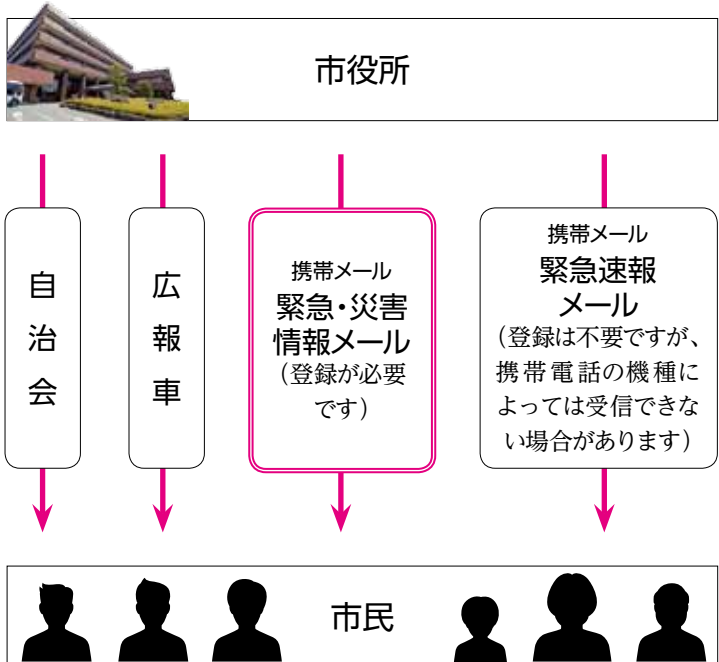 市役所
自治会
広報車
携帯メール
緊急・災害
情報メール
（登録が必要
です）
携帯メール
緊急速報
メール
（登録は不要ですが、
携帯電話の機種に
よっては受信できな
い場合があります）
市民